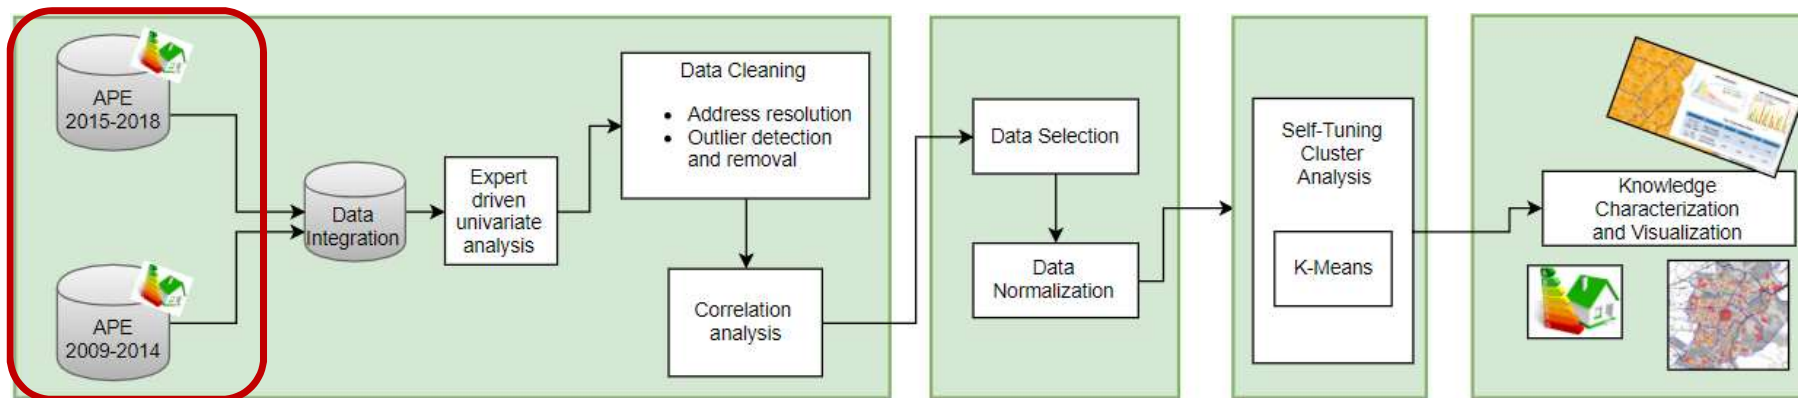 APE
2015-2018
APE
2009-2014
Data
Integration
Expert
driven
univariate
analysis
Data Cleaning
• Address resolution
• Outlier detection
and removal
Correlation
analysis
Data Selection
Data
Normalization
Self-Tuning
Cluster
Analysis
K-Means
Knowledge
Characterization
and Visualization